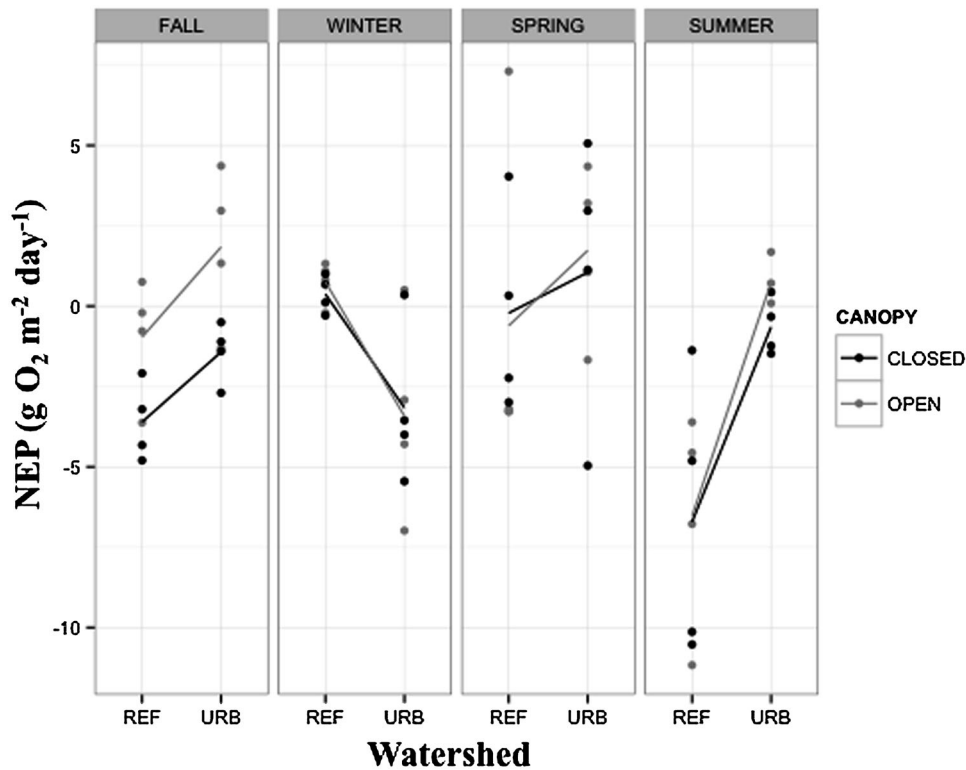 FALL WINTER SPRING SUMMER
5
0
-5
-10
NEP (g O₂ m⁻² day⁻¹)
REF URB REF URB REF URB REF URB
Watershed
CANOPY
CLOSED
OPEN